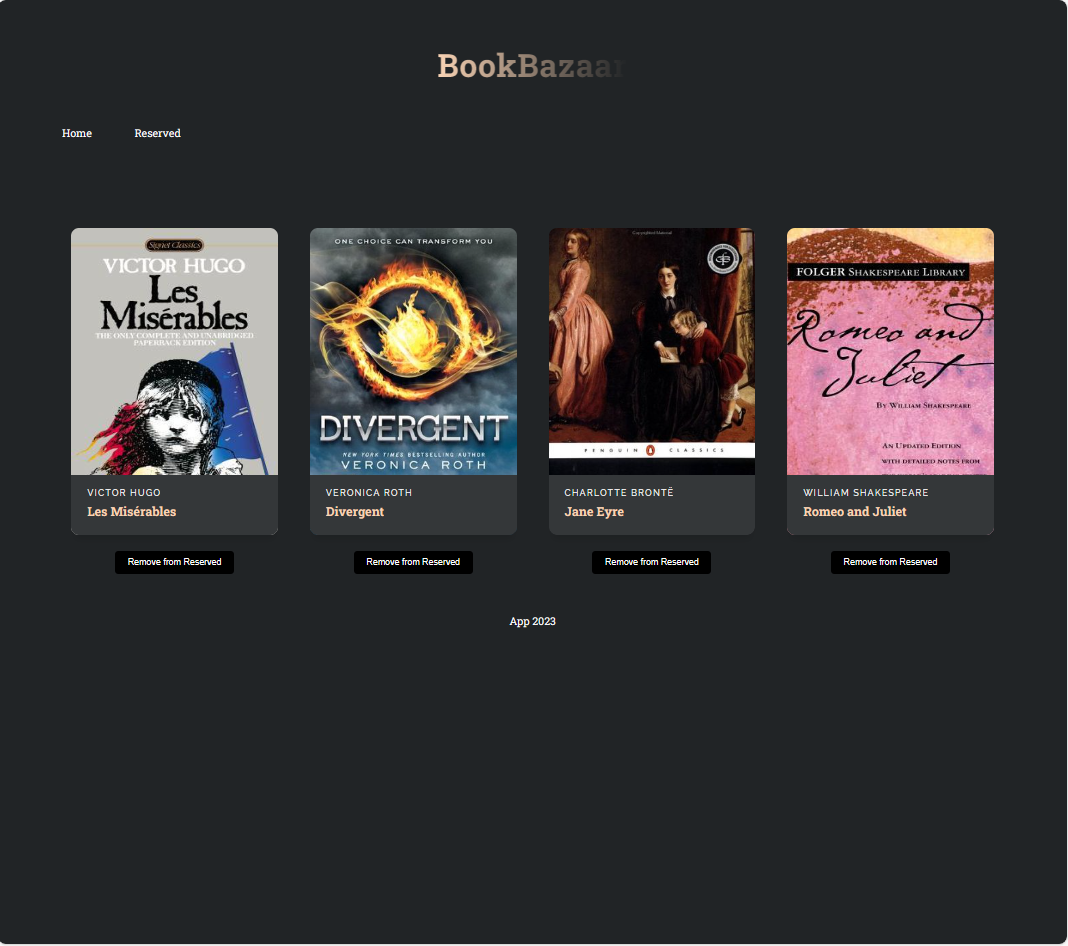 BookBazaar
Home
Reserved
Signet Classics
VICTOR HUGO
Les
Misérables
THE ONLY COMPLETE AND UNABRIDGED
PAPERBACK EDITION
VICTOR HUGO
Les Misérables
Remove from Reserved
ONE CHOICE CAN TRANSFORM YOU
DIVERGENT
NEW YORK TIMES BESTSELLING AUTHOR
VERONICA ROTH
VERONICA ROTH
Divergent
Remove from Reserved
Copyrighted Material
PENGUIN CLASSICS
CHARLOTTE BRONTË
Jane Eyre
Remove from Reserved
FOLGER SHAKESPEARE LIBRARY
Romeo and
Juliet
BY WILLIAM SHAKESPEARE
AN UPDATED EDITION
WITH DETAILED NOTES FROM
WILLIAM SHAKESPEARE
Romeo and Juliet
Remove from Reserved
App 2023